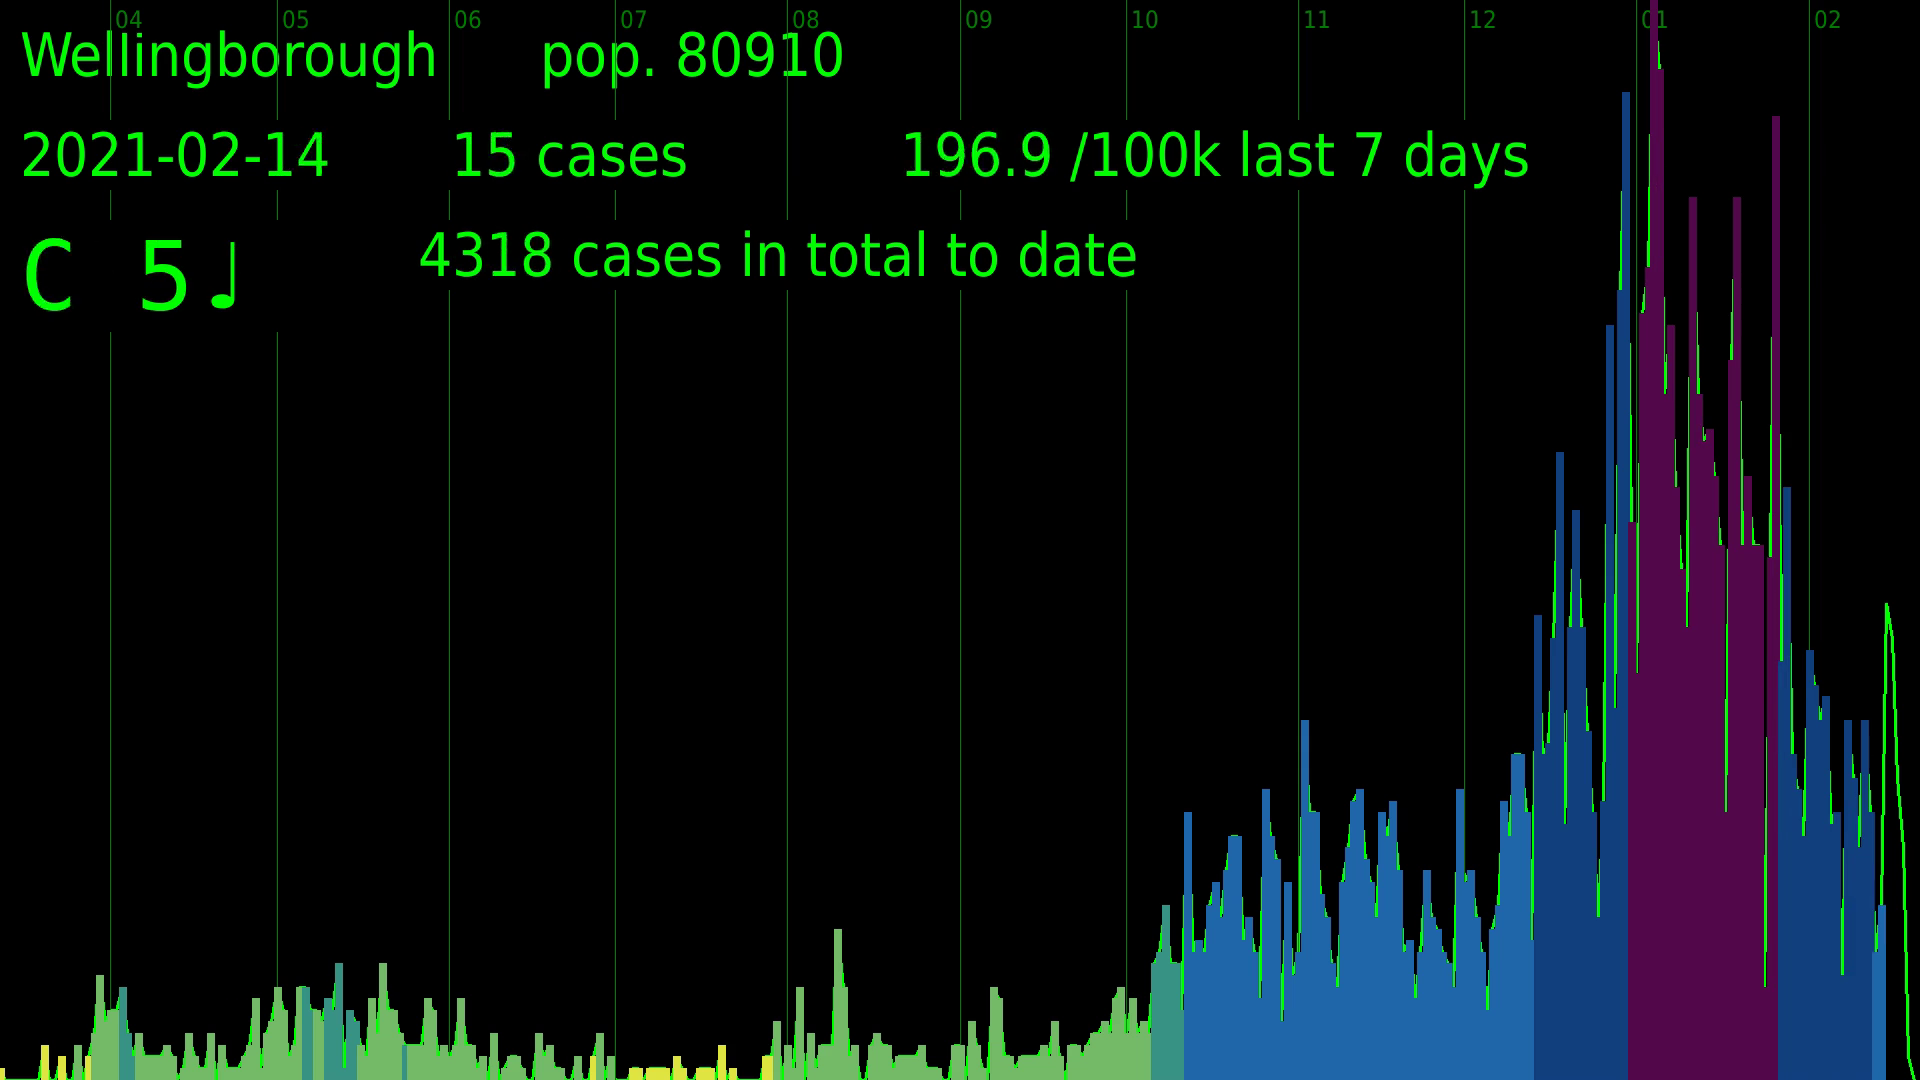 04 05 06 07 08 09 10 11 12 01 02
Wellingborough pop. 80910
2021-02-14 15 cases 196.9 /100k last 7 days
C 5♩ 4318 cases in total to date